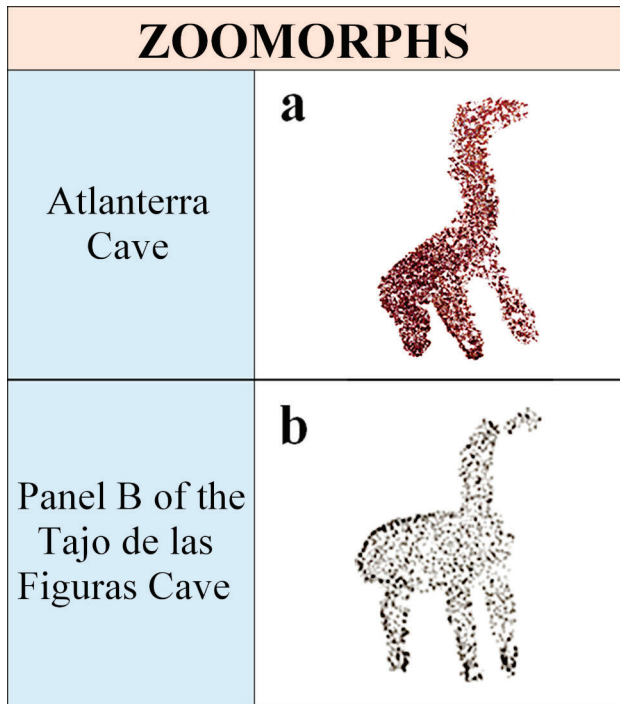 ZOOMORPHS
a
Atlanterra
Cave
b
Panel B of the
Tajo de las
Figuras Cave